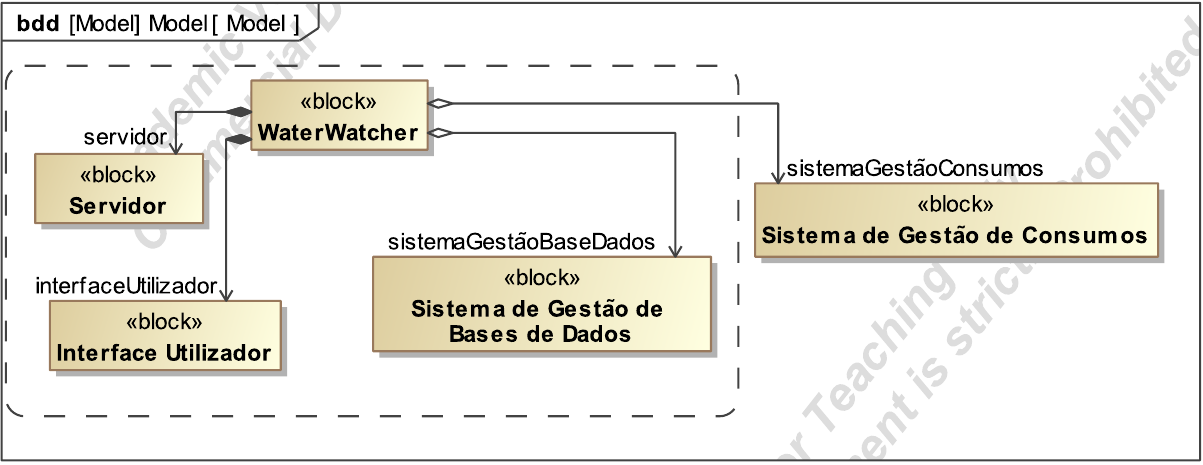 bdd [Model] Model[ Model ]
«block»
WaterWatcher
servidor
«block»
Servidor
sistemaGestãoConsumos
«block»
Sistema de Gestão de Consumos
sistemaGestãoBaseDados
«block»
Sistema de Gestão de
Bases de Dados
interfaceUtilizador
«block»
Interface Utilizador